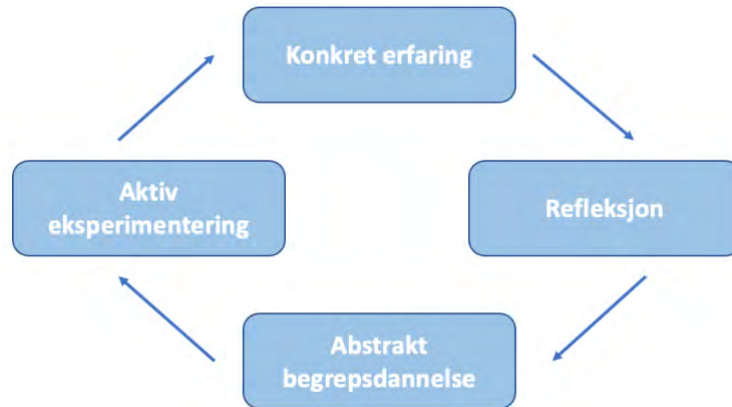 Konkret erfaring
Aktiv
eksperimentering
Refleksjon
Abstrakt
begrepsdannelse